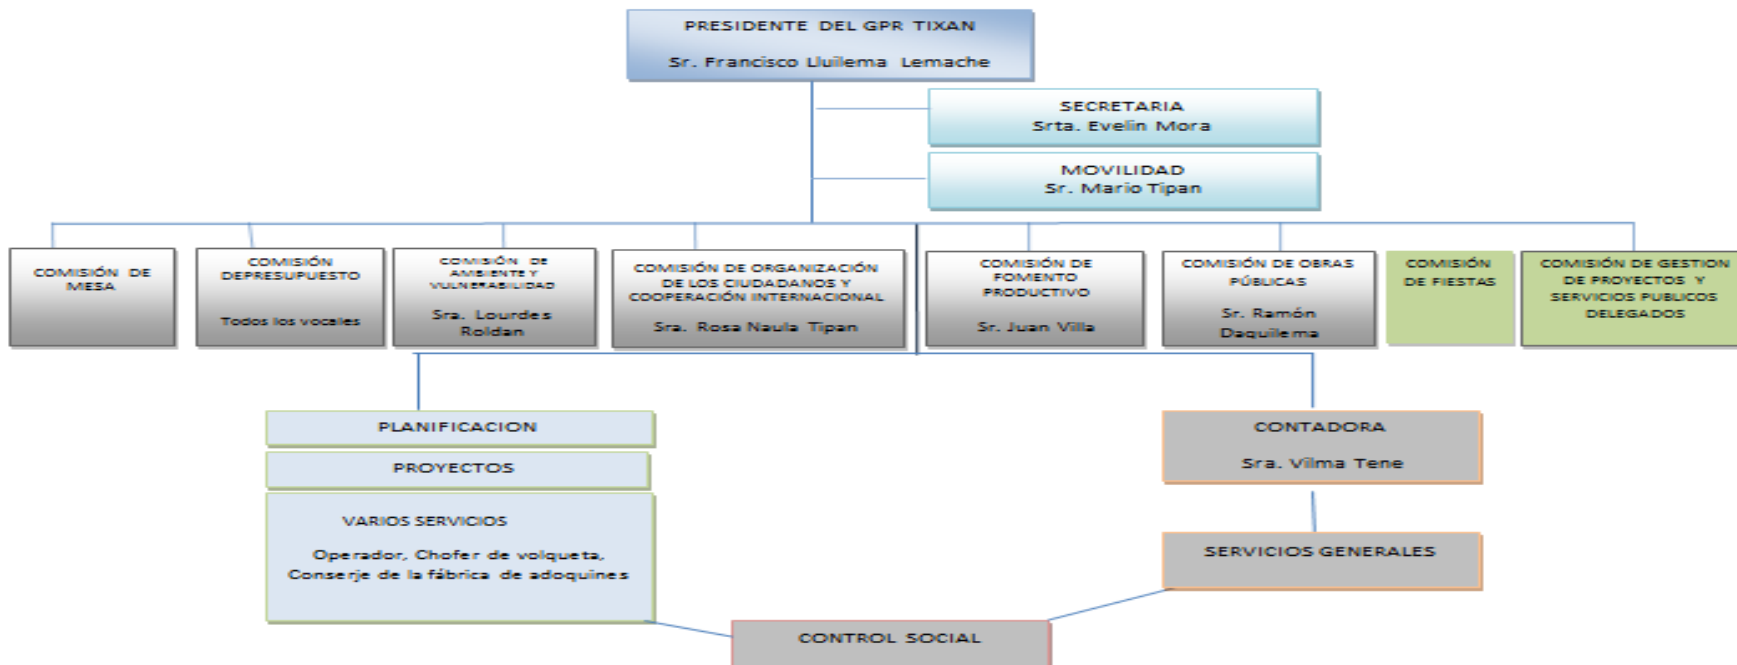 PRESIDENTE DEL GPR TIXAN
Sr. Francisco Lluilema Lemache
SECRETARIA
Srta. Evelin Mora
MOVILIDAD
Sr. Mario Tipan
COMISIÓN DE
MESA
COMISIÓN
DEPRESUPUESTO
Todos los vocales
COMISIÓN DE
AMBIENTE Y
VULNERABILIDAD
Sra. Lourdes
Roldan
COMISIÓN DE ORGANIZACIÓN
DE LOS CIUDADANOS Y
COOPERACIÓN INTERNACIONAL
Sra. Rosa Naula Tipan
COMISIÓN DE
FOMENTO
PRODUCTIVO
Sr. Juan Villa
COMISIÓN DE OBRAS
PÚBLICAS
Sr. Ramón
Daquilema
COMISIÓN
DE FIESTAS
COMISIÓN DE GESTION
DE PROYECTOS Y
SERVICIOS PUBLICOS
DELEGADOS
PLANIFICACION
PROYECTOS
VARIOS SERVICIOS
Operador, Chofer de volqueta,
Conserje de la fábrica de adoquines
CONTADORA
Sra. Vilma Tene
SERVICIOS GENERALES
CONTROL SOCIAL